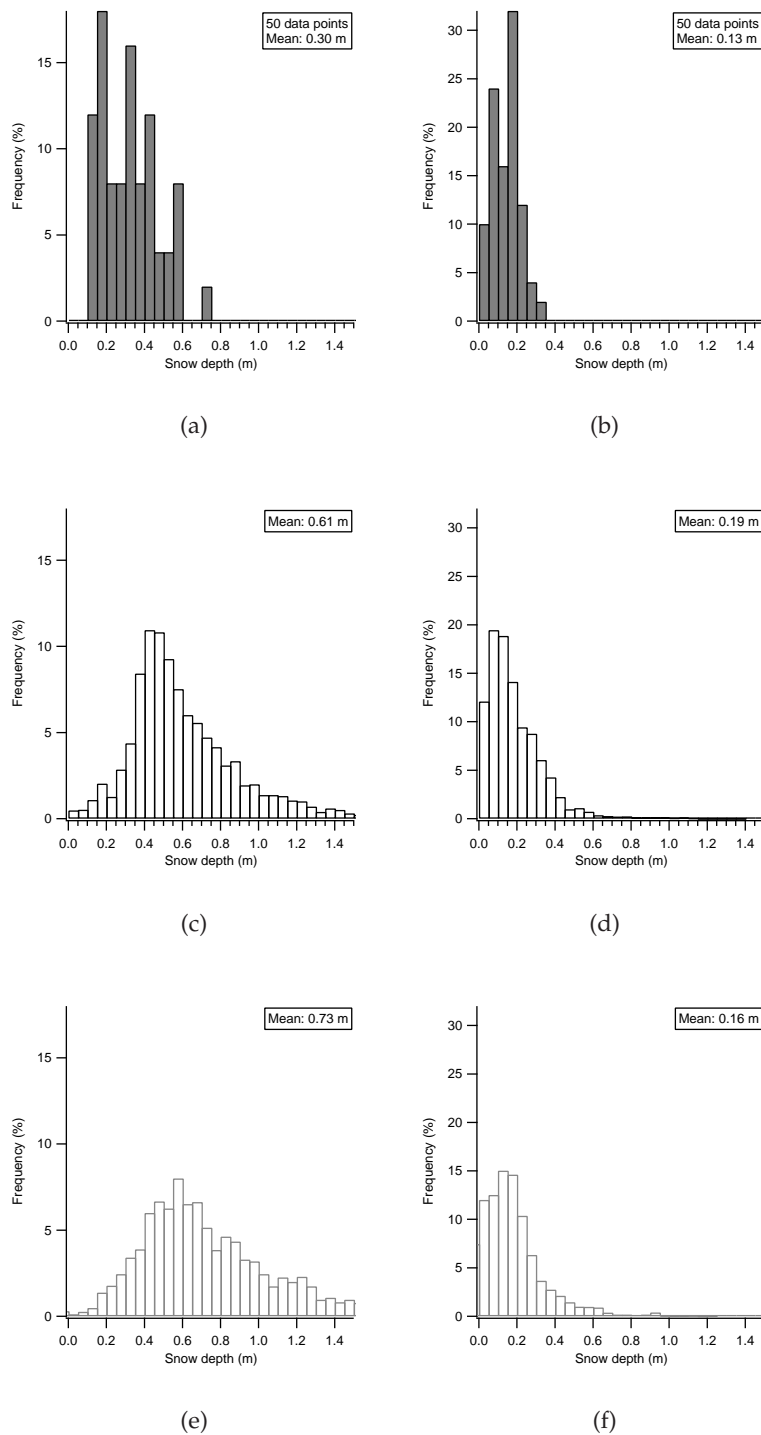 50 data points
Mean: 0.30 m
15
10
5
0
Frequency (%)
0.0 0.2 0.4 0.6 0.8 1.0 1.2 1.4
Snow depth (m)
(a)
50 data points
Mean: 0.13 m
30
25
20
15
10
5
0
Frequency (%)
0.0 0.2 0.4 0.6 0.8 1.0 1.2 1.4
Snow depth (m)
(b)
Mean: 0.61 m
15
10
5
0
Frequency (%)
0.0 0.2 0.4 0.6 0.8 1.0 1.2 1.4
Snow depth (m)
(c)
Mean: 0.19 m
30
25
20
15
10
5
0
Frequency (%)
0.0 0.2 0.4 0.6 0.8 1.0 1.2 1.4
Snow depth (m)
(d)
Mean: 0.73 m
15
10
5
0
Frequency (%)
0.0 0.2 0.4 0.6 0.8 1.0 1.2 1.4
Snow depth (m)
(e)
Mean: 0.16 m
30
25
20
15
10
5
0
Frequency (%)
0.0 0.2 0.4 0.6 0.8 1.0 1.2 1.4
Snow depth (m)
(f)